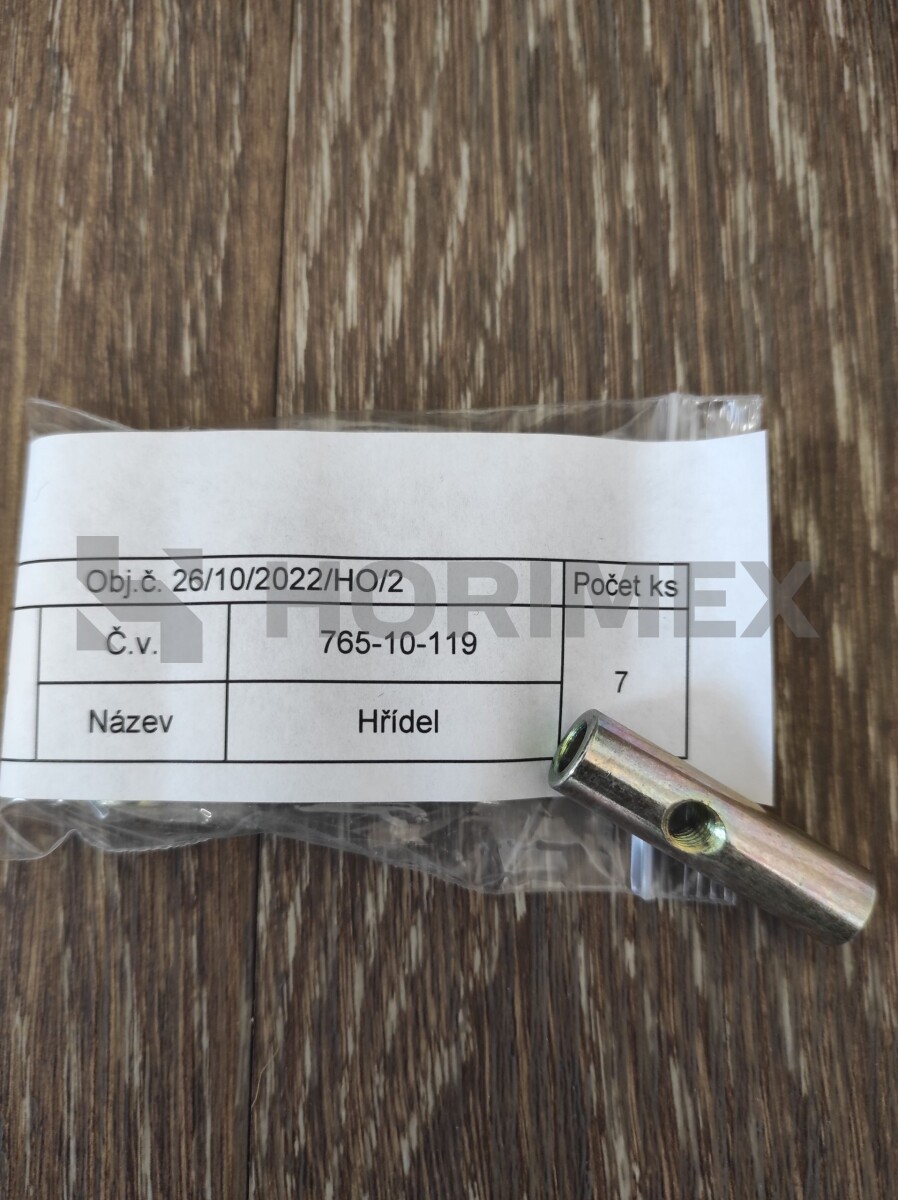 Obj.č. 26/10/2022/HO/2 Počet ks
Č.v. 765-10-119
7
Název Hřídel
HORIMEX